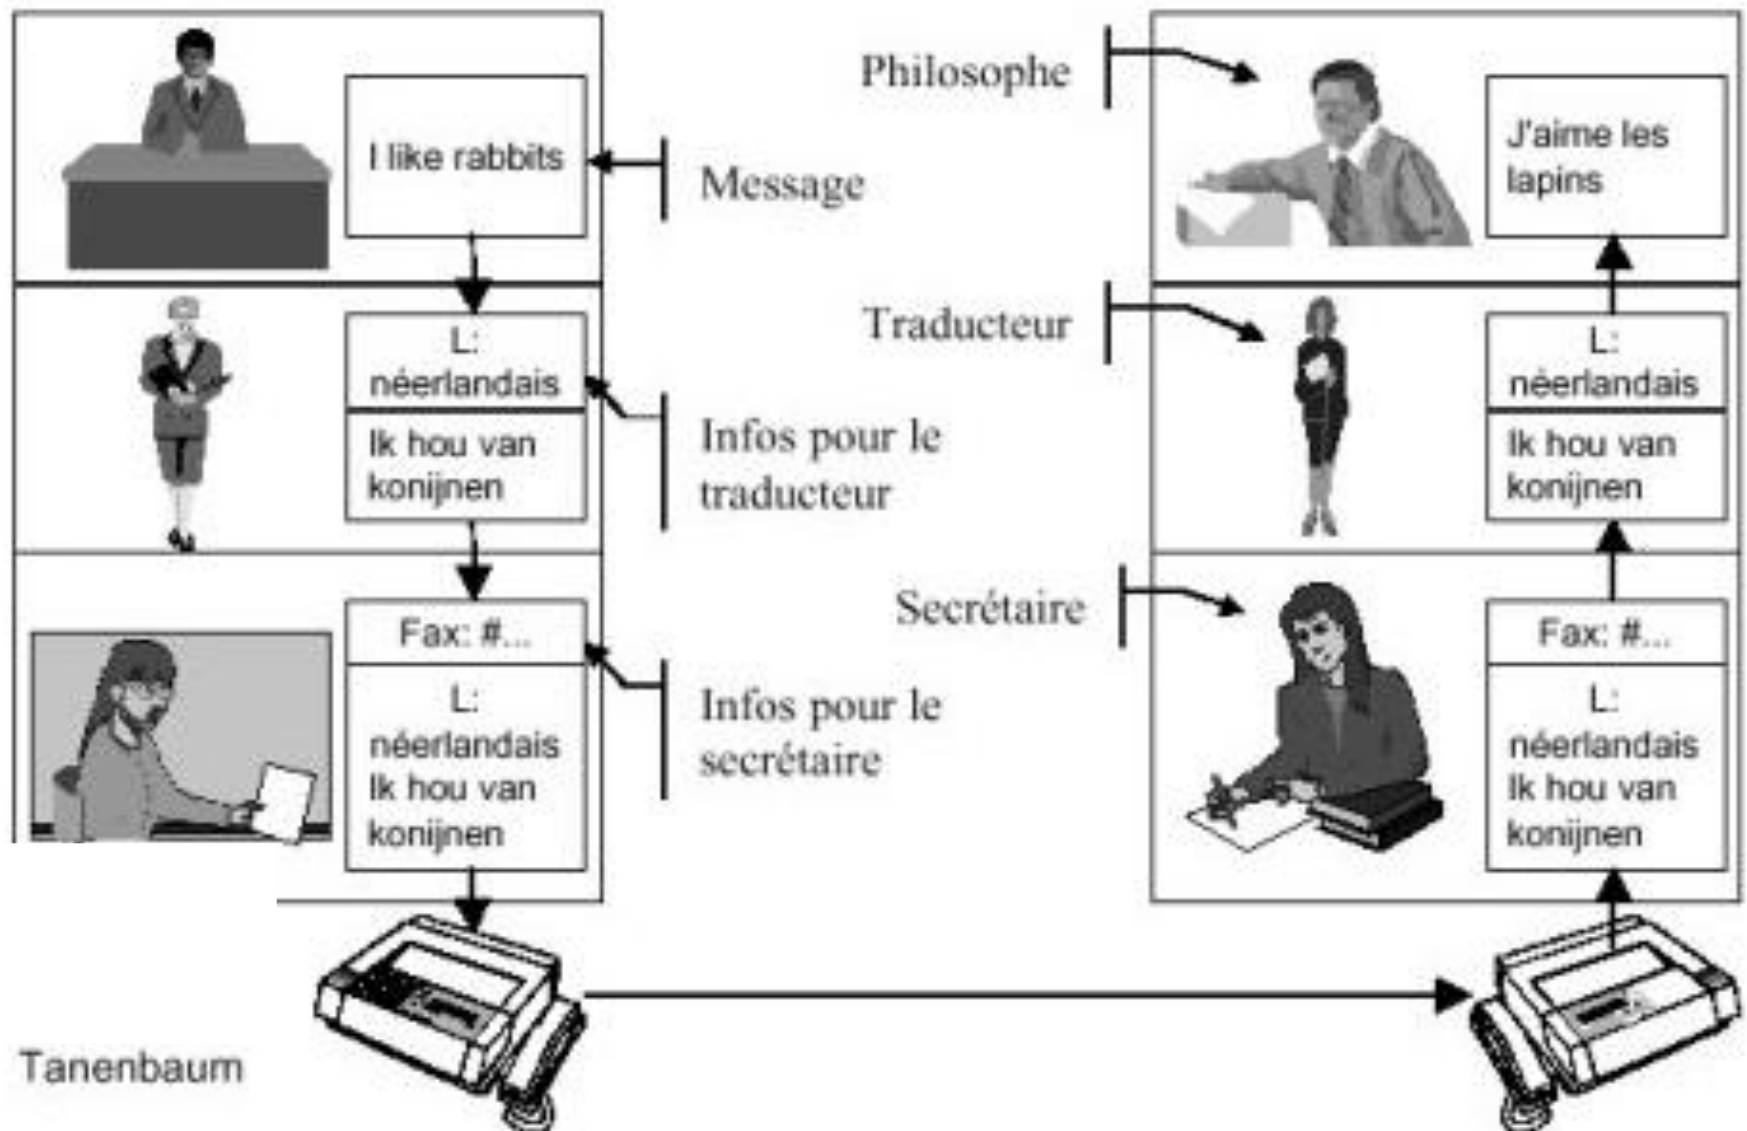 I like rabbits
Message
Philosophe
J'aime les
lapins
L:
néerlandais
Ik hou van
konijnen
Infos pour le
traducteur
Traducteur
L:
néerlandais
Ik hou van
konijnen
Fax: #...
L:
néerlandais
Ik hou van
konijnen
Infos pour le
secrétaire
Secrétaire
Fax: #...
L:
néerlandais
Ik hou van
konijnen
Tanenbaum